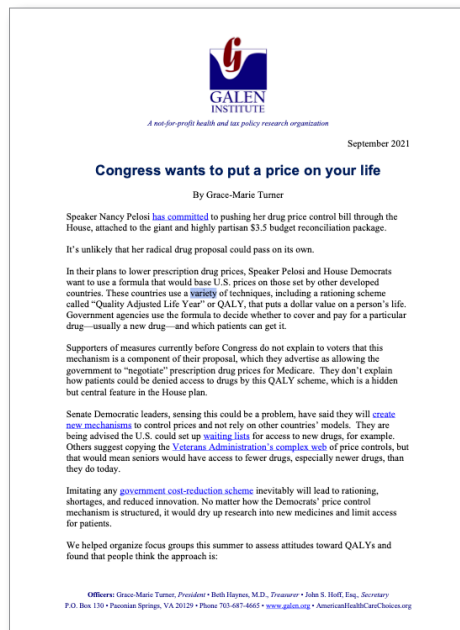 GALEN
INSTITUTE
A not-for-profit health and tax policy research organization
September 2021
Congress wants to put a price on your life
By Grace-Marie Turner
Speaker Nancy Pelosi has committed to pushing her drug price control bill through the
House, attached to the giant and highly partisan $3.5 budget reconciliation package.
It's unlikely that her radical drug proposal could pass on its own.
In their plans to lower prescription drug prices, Speaker Pelosi and House Democrats
want to use a formula that would base U.S. prices on those set by other developed
countries. These countries use a variety of techniques, including a rationing scheme
called “Quality Adjusted Life Year” or QALY, that puts a dollar value on a person's life.
Government agencies use the formula to decide whether to cover and pay for a particular
drug—usually a new drug—and which patients can get it.
Supporters of measures currently before Congress do not explain to voters that this
mechanism is a component of their proposal, which they advertise as allowing the
government to “negotiate” prescription drug prices for Medicare. They don't explain
how patients could be denied access to drugs by this QALY scheme, which is a hidden
but central feature in the House plan.
Senate Democratic leaders, sensing this could be a problem, have said they will create
new mechanisms to control prices and not rely on other countries' models. They are
being advised the U.S. could set up waiting lists for access to new drugs, for example.
Others suggest copying the Veterans Administration's complex web of price controls, but
that would mean seniors would have access to fewer drugs, especially newer drugs, than
they do today.
Imitating any government cost-reduction scheme inevitably will lead to rationing,
shortages, and reduced innovation. No matter how the Democrats' price control
mechanism is structured, it would dry up research into new medicines and limit access
for patients.
We helped organize focus groups this summer to assess attitudes toward QALYs and
found that people think the approach is:
Officers: Grace-Marie Turner, President • Beth Haynes, M.D., Treasurer • John S. Hoff, Esq., Secretary
P.O. Box 130 • Paeonian Springs, VA 20129 • Phone 703-687-4665 • www.galen.org • AmericanHealthCareChoices.org